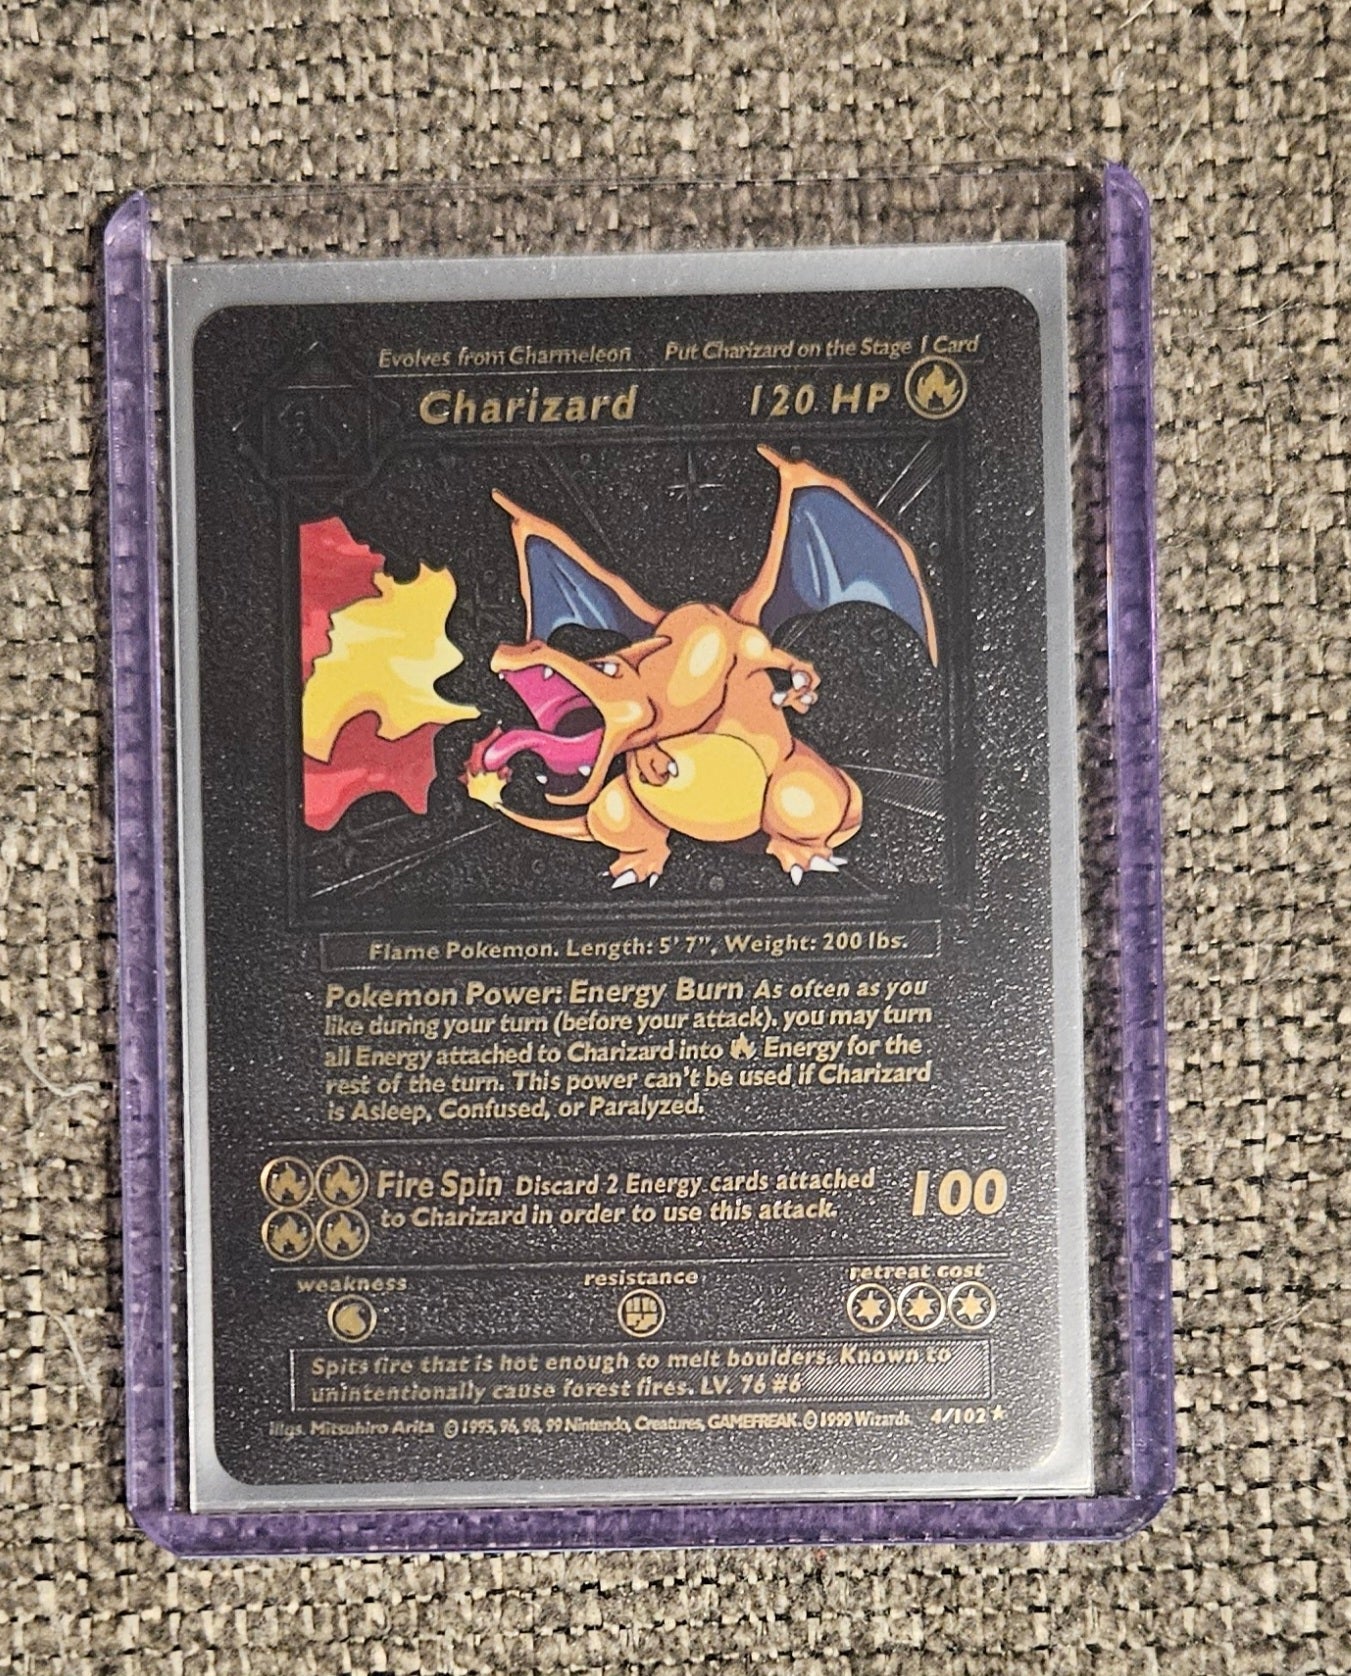 Evolves from Charmeleon Put Charizard on the Stage 1 Card
Charizard 120 HP
Flame Pokemon. Length: 5' 7", Weight: 200 lbs.
Pokemon Power: Energy Burn As often as you
like during your turn (before your attack), you may turn
all Energy attached to Charizard into Energy for the
rest of the turn. This power can't be used if Charizard
is Asleep, Confused, or Paralyzed.
Fire Spin Discard 2 Energy cards attached
to Charizard in order to use this attack.
100
weakness resistance retreat cost
Spits fire that is hot enough to melt boulders. Known to
unintentionally cause forest fires. LV. 76 #6
Illus. Mitsuhiro Arita © 1995, 96, 98, 99 Nintendo, Creatures, GAMEFREAK. © 1999 Wizards. 4/102 ★